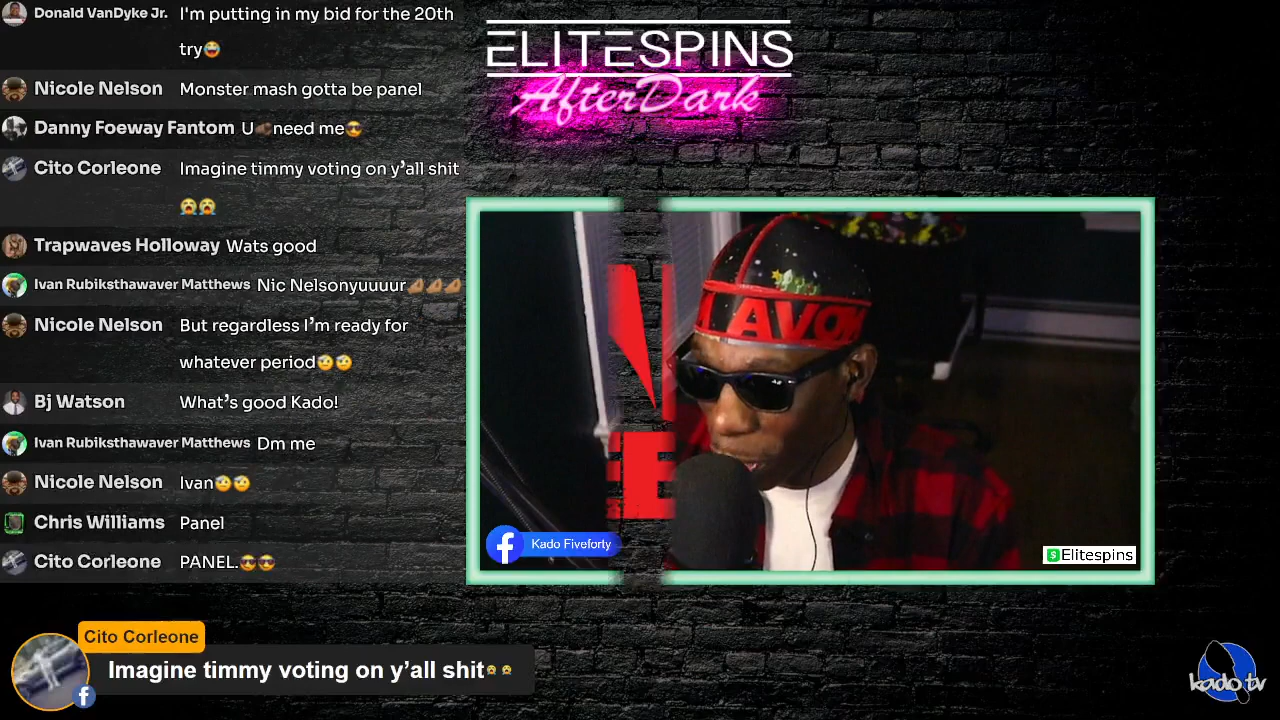 Donald VanDyke Jr. I'm putting in my bid for the 20th
try😂
Nicole Nelson Monster mash gotta be panel
Danny Foeway Fantom U🤏🏾need me😎
Cito Corleone Imagine timmy voting on y'all shit
😭😭
Trapwaves Holloway Wats good
Ivan Rubiksthawaver Matthews Nic Nelsonyuuuur🤌🏾🤌🏾🤌🏾
Nicole Nelson But regardless I'm ready for
whatever period🤕🤕
Bj Watson What's good Kado!
Ivan Rubiksthawaver Matthews Dm me
Nicole Nelson Ivan🤕🤕
Chris Williams Panel
Cito Corleone PANEL.😎😎
Cito Corleone
Imagine timmy voting on y'all shit😭😭
ELITESPINS
AfterDark
Kado Fiveforty
Elitespins
kado tv